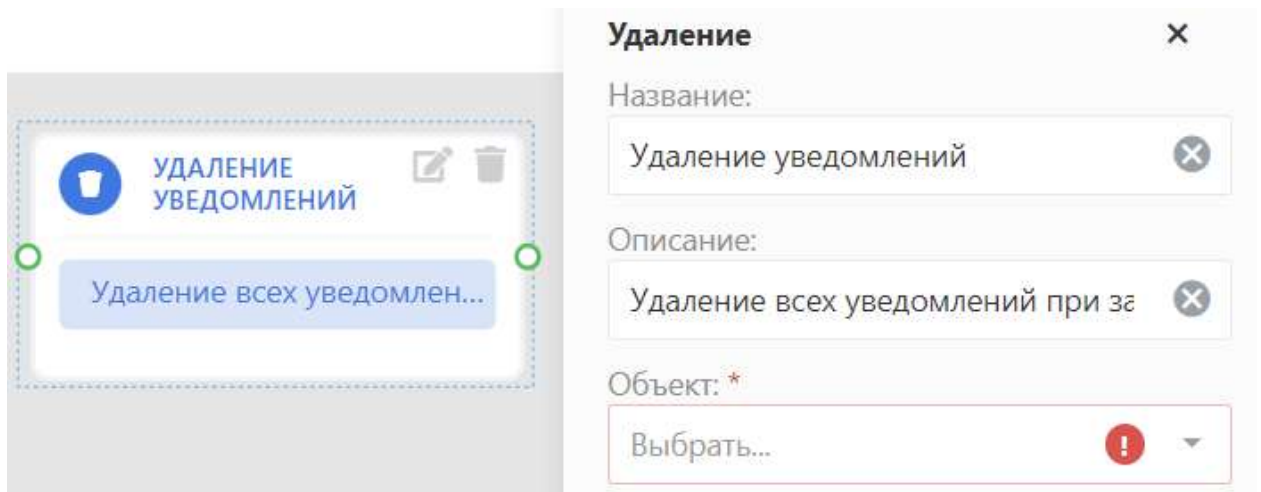 УДАЛЕНИЕ
УВЕДОМЛЕНИЙ
Удаление всех уведомлен...
Удаление
Название:
Удаление уведомлений
Описание:
Удаление всех уведомлений при за
Объект: *
Выбрать...